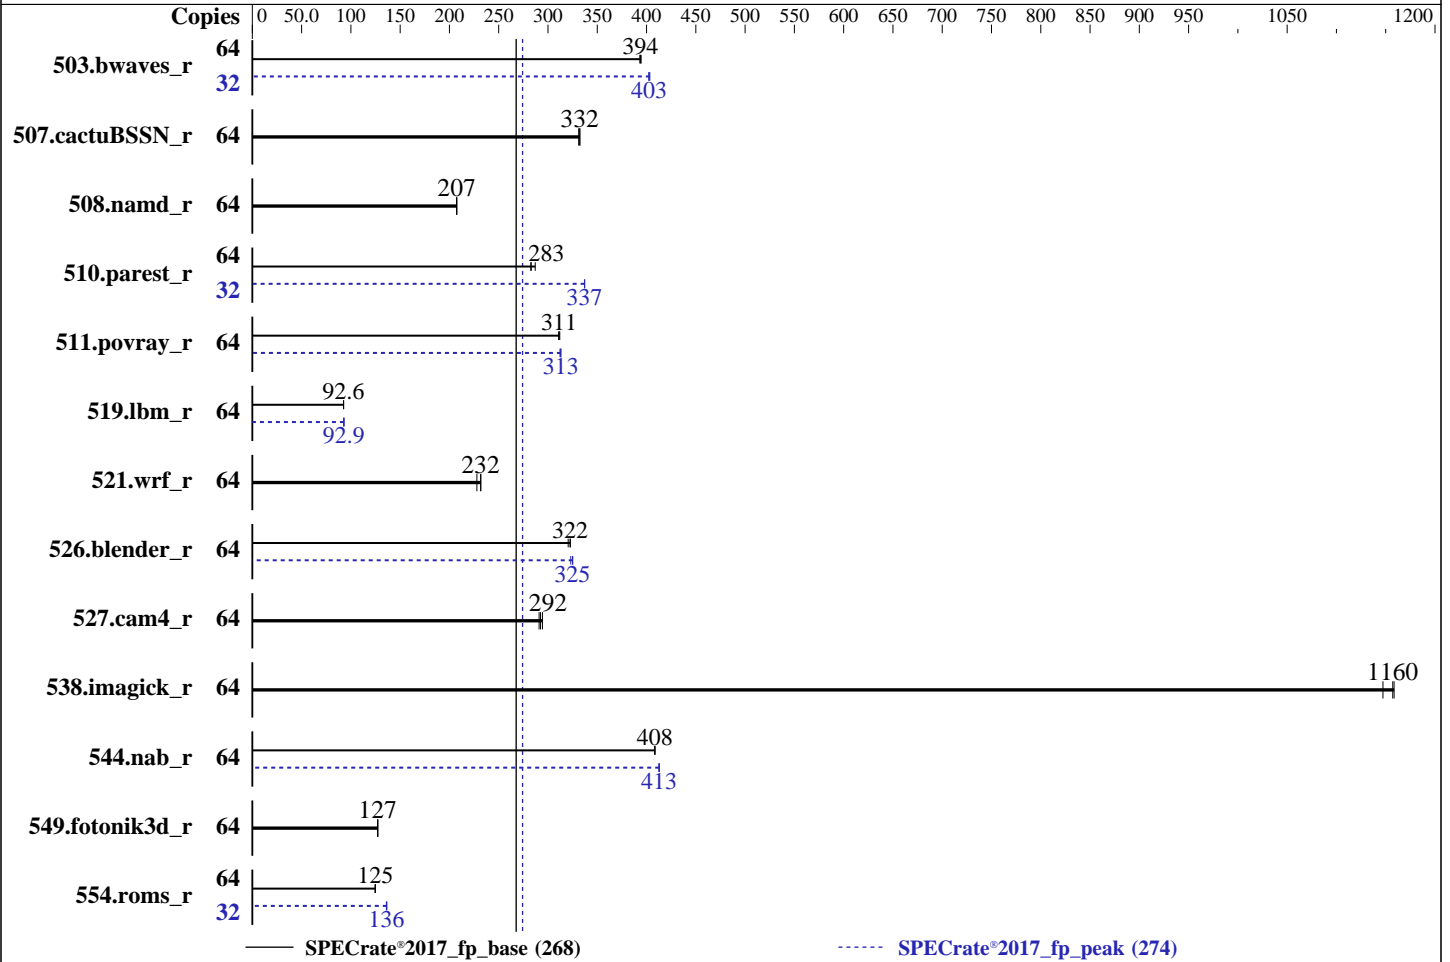 Copies 0 50.0 100 150 200 250 300 350 400 450 500 550 600 650 700 750 800 850 900 950 1050 1200
503.bwaves_r 64 394
32 403
507.cactuBSSN_r 64 332
508.namd_r 64 207
510.parest_r 64 283
32 337
511.povray_r 64 311
313
519.lbm_r 64 92.6
92.9
521.wrf_r 64 232
526.blender_r 64 322
325
527.cam4_r 64 292
538.imagick_r 64 1160
544.nab_r 64 408
413
549.fotonik3d_r 64 127
554.roms_r 64 125
32 136
SPECrate®2017_fp_base (268) SPECrate®2017_fp_peak (274)